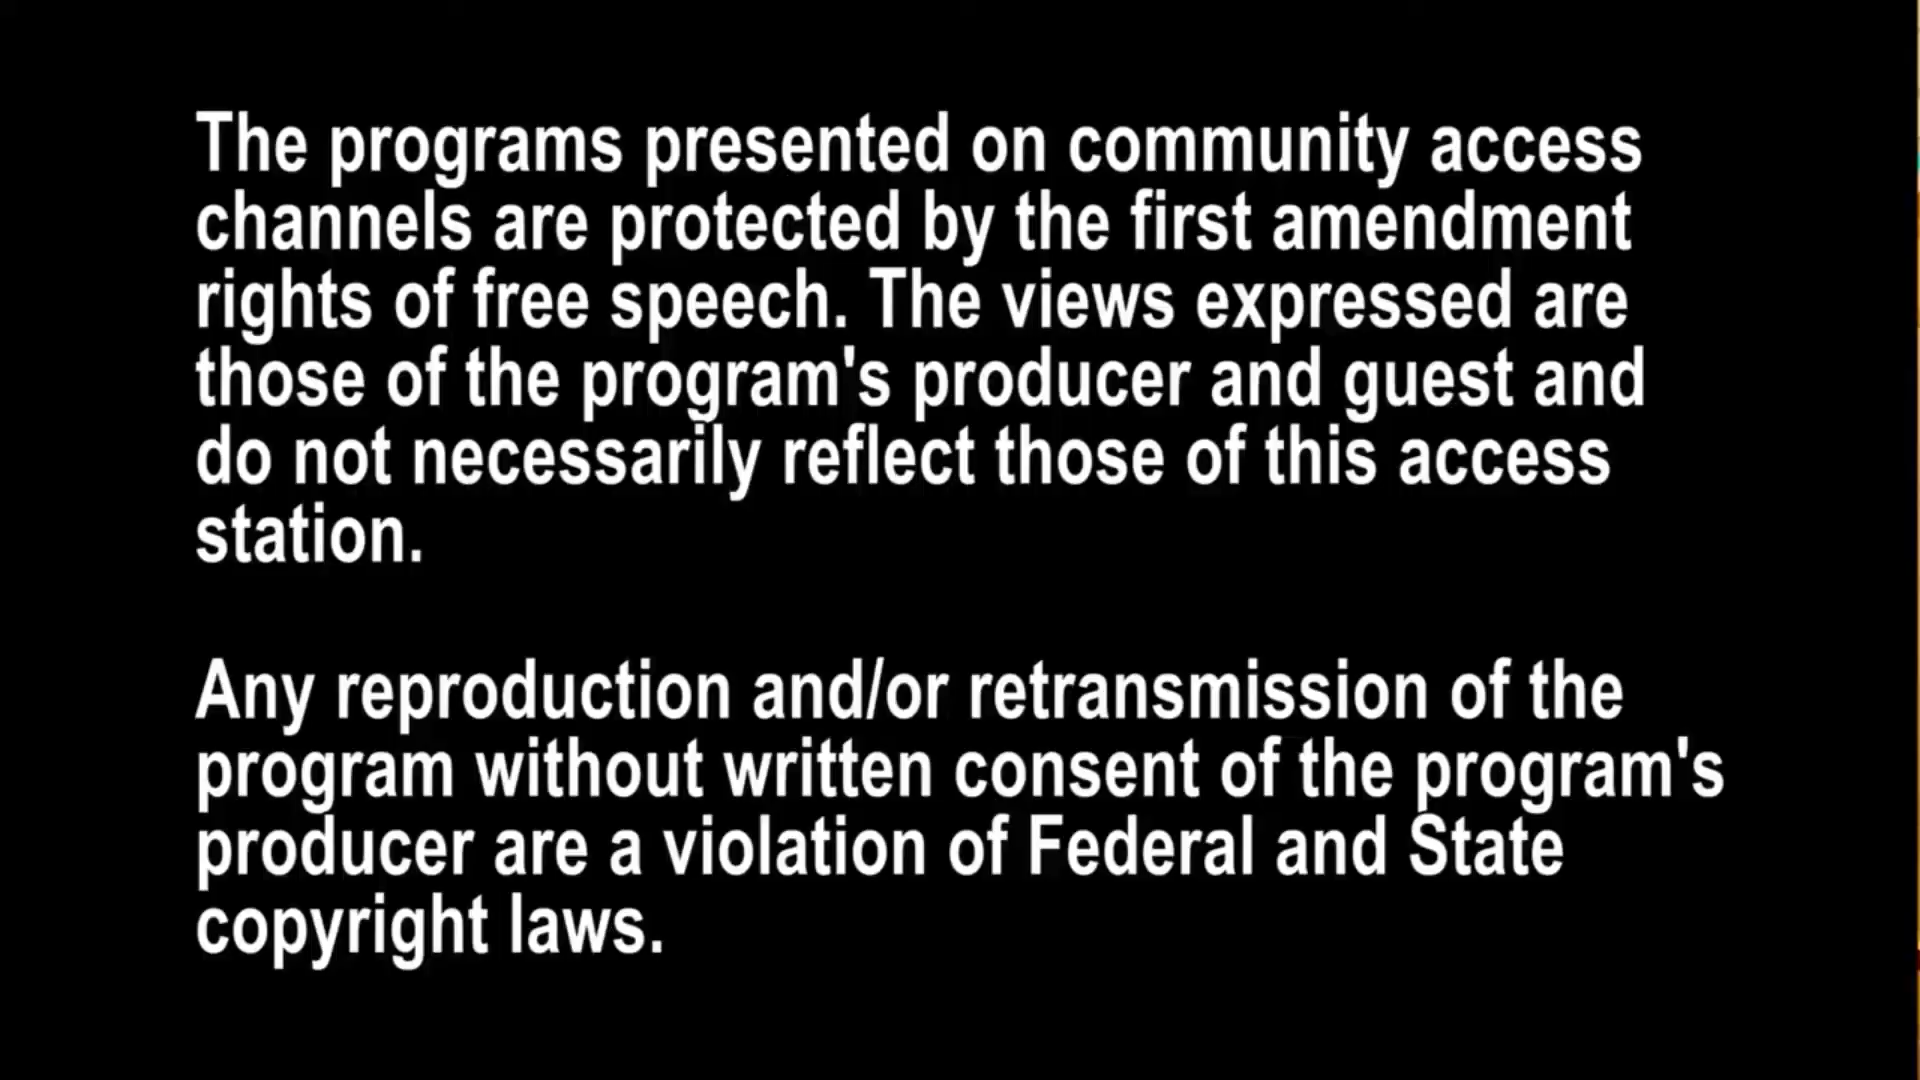 The programs presented on community access
channels are protected by the first amendment
rights of free speech. The views expressed are
those of the program's producer and guest and
do not necessarily reflect those of this access
station.
Any reproduction and/or retransmission of the
program without written consent of the program's
producer are a violation of Federal and State
copyright laws.